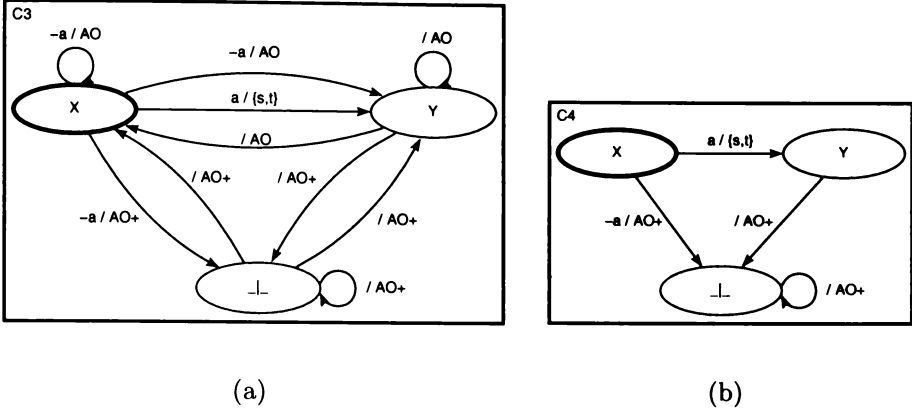 C3
–a / AO
/ AO
–a / AO
X
a / {s,t}
Y
/ AO
/ AO+
/ AO+
–a / AO+
/ AO+
_|_
/ AO+
(a)
C4
X
a / {s,t}
Y
–a / AO+
/ AO+
_|_
/ AO+
(b)